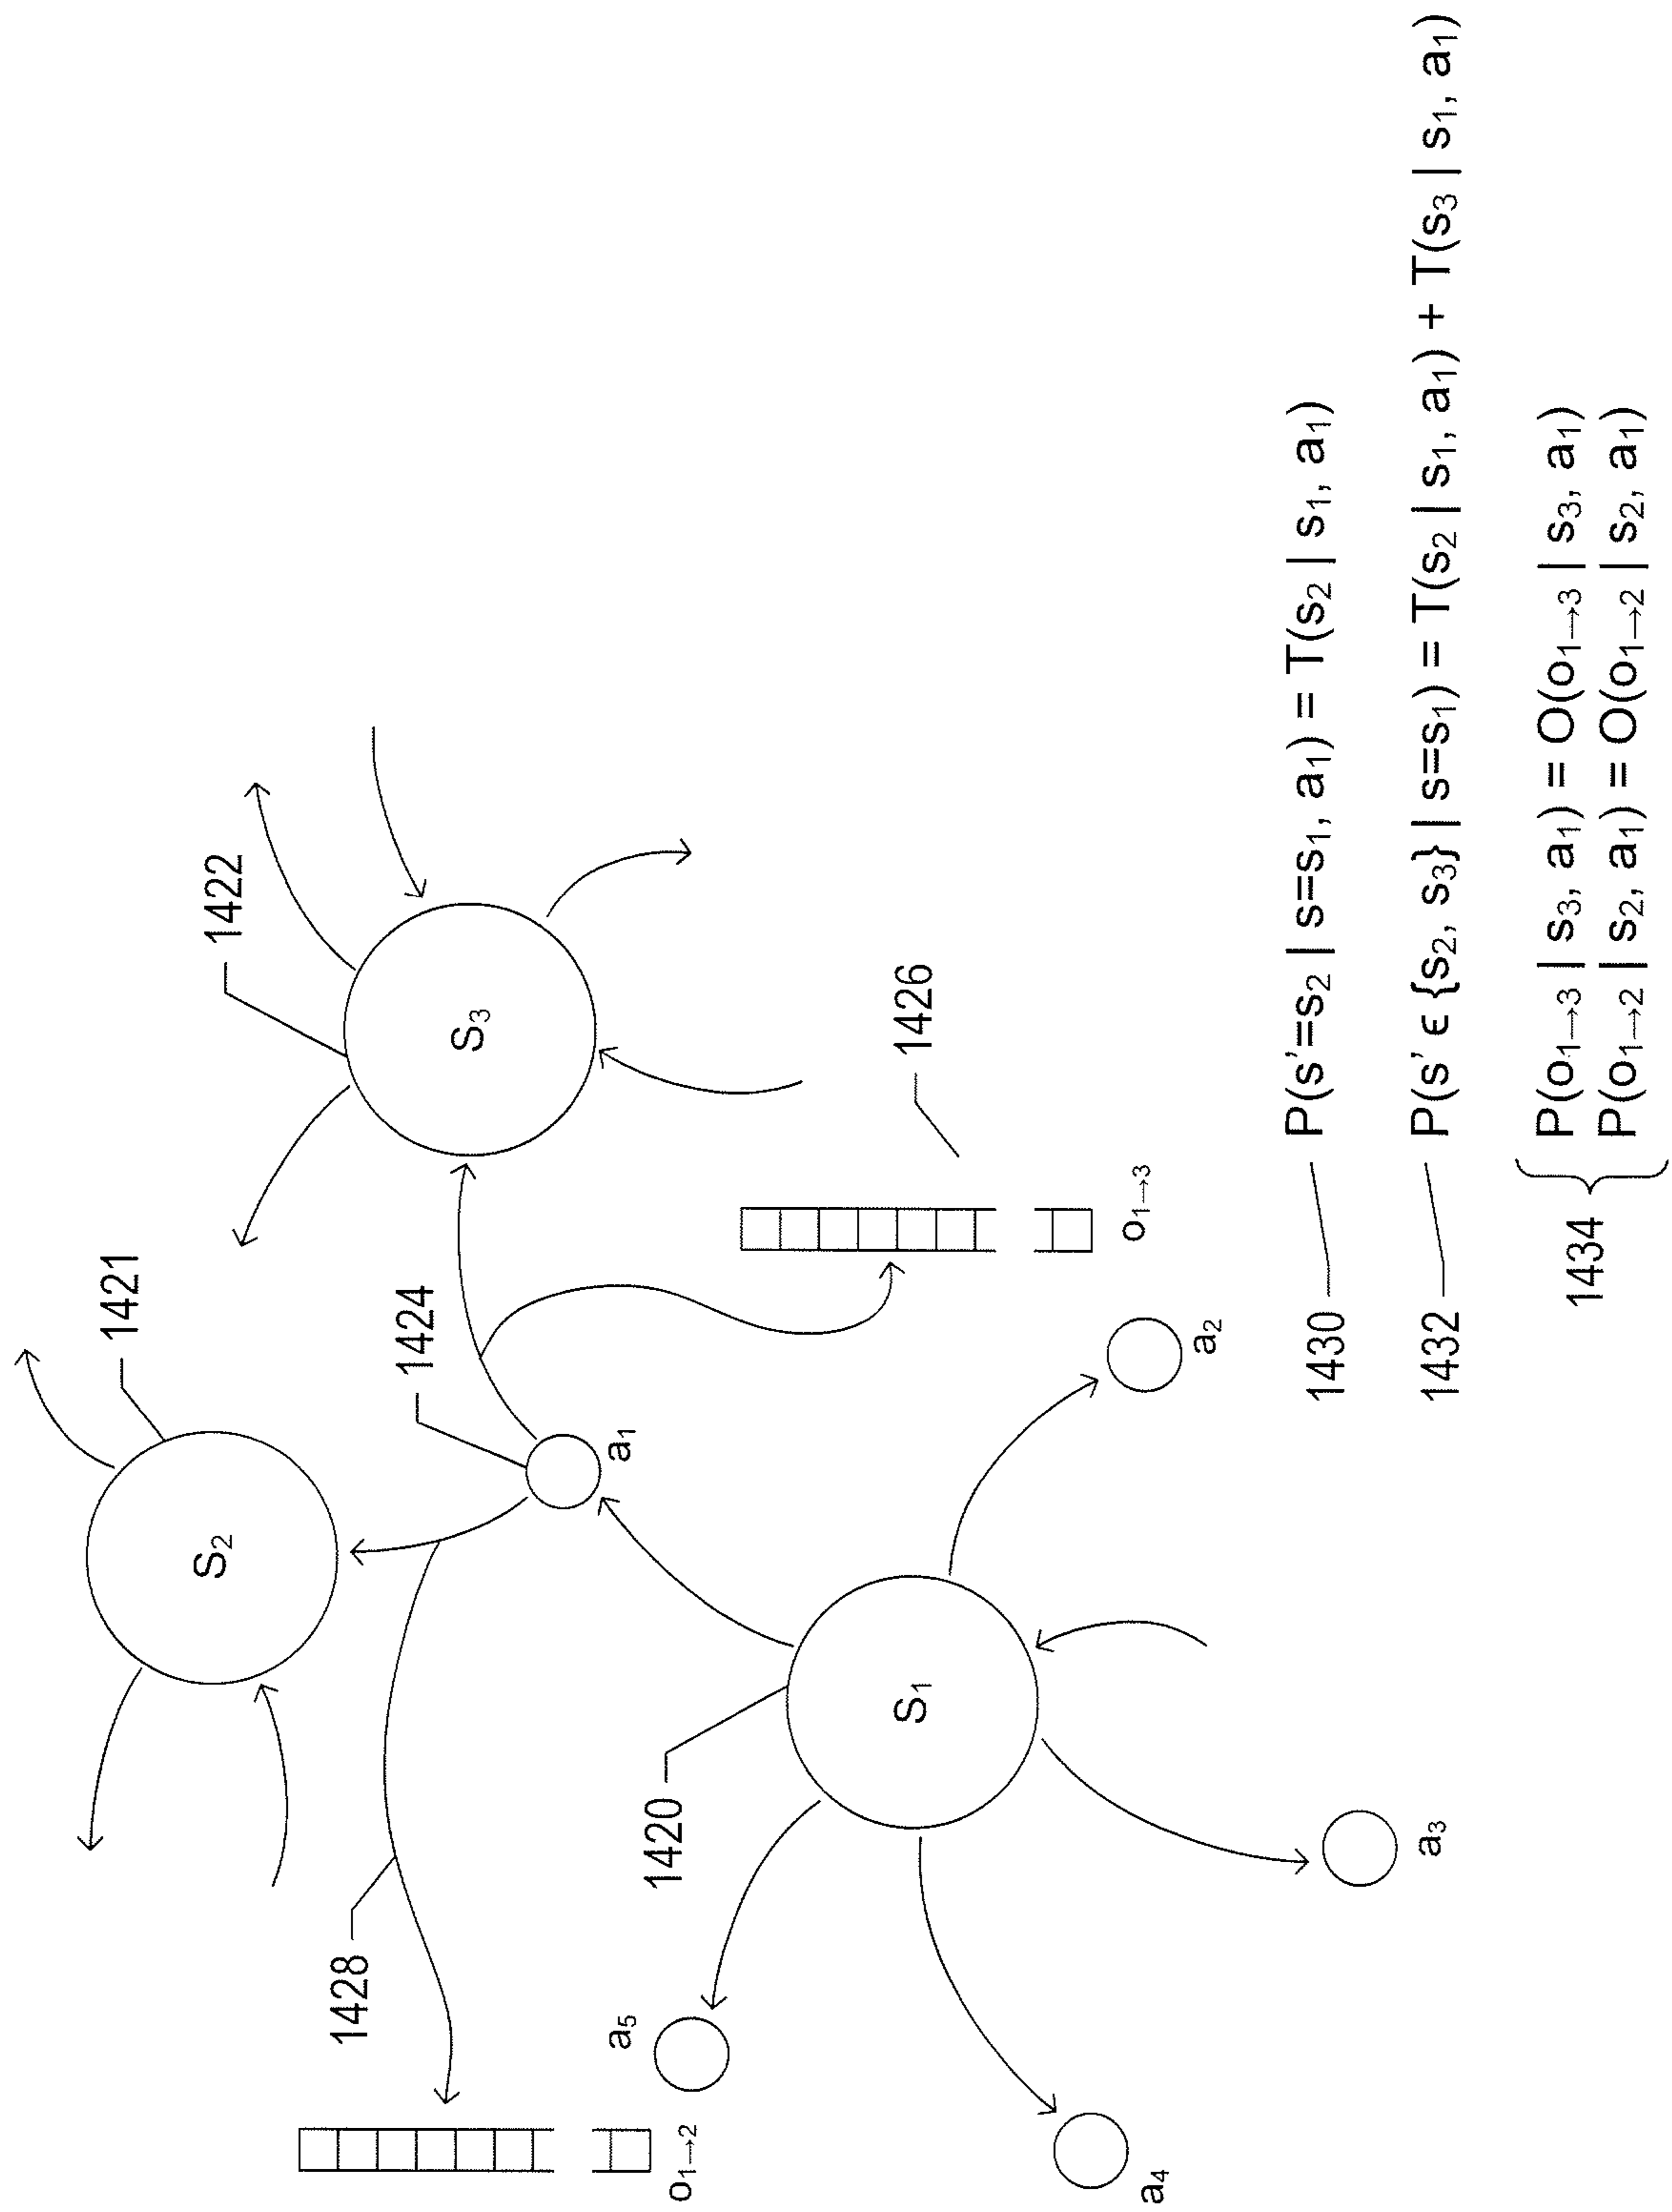 1421
S₂
1422
1428
1424
S₃
a₅
a₁
1420
o₁→₂
S₁
1426
o₁→₃
a₄
a₂
1430 P(s'=s₂ | s=s₁, a₁) = T(s₂ | s₁, a₁)
a₃
1432 P(s' ϵ {s₂, s₃} | s=s₁) = T(s₂ | s₁, a₁) + T(s₃ | s₁, a₁)
P(o₁→₃ | s₃, a₁) = O(o₁→₃ | s₃, a₁)
1434
P(o₁→₂ | s₂, a₁) = O(o₁→₂ | s₂, a₁)